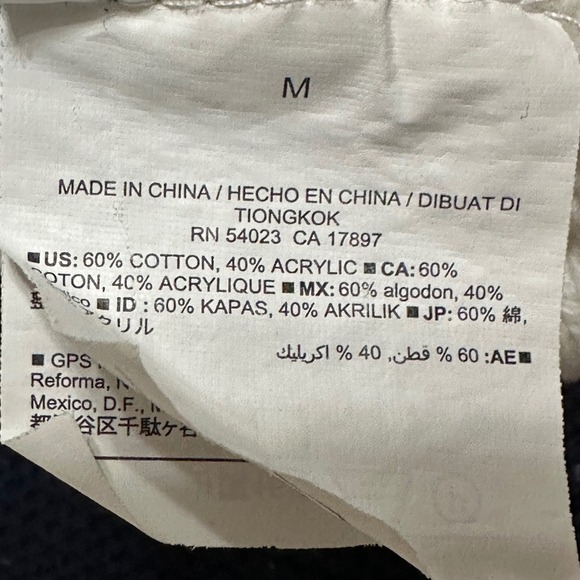 M
MADE IN CHINA / HECHO EN CHINA / DIBUAT DI
TIONGKOK
RN 54023 CA 17897
■ US: 60% COTTON, 40% ACRYLIC ■ CA: 60%
OTON, 40% ACRYLIQUE ■ MX: 60% algodon, 40%
■ ID : 60% KAPAS, 40% AKRILIK ■ JP: 60% 綿,
クリル
■AE: 60 % قطن, 40 % اكريليك
■ GPS
Reforma,
Mexico, D.F.,
谷区千駄ヶ